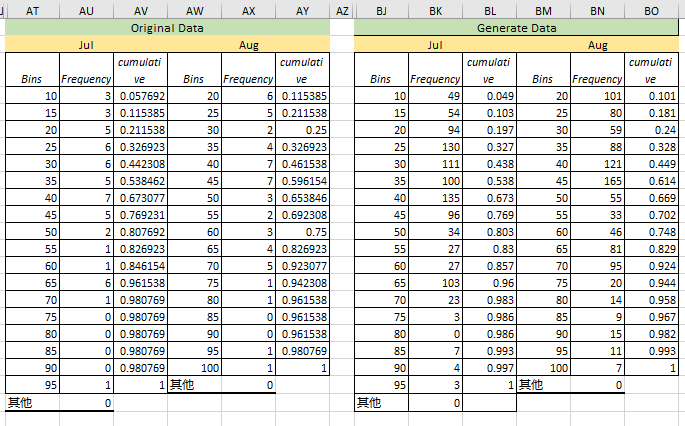 AT AU AV AW AX AY AZ BJ BK BL BM BN BO
Original Data Generate Data
Jul Aug Jul Aug
Bins Frequency cumulati ve Bins Frequency cumulati ve Bins Frequency cumulati ve Bins Frequency cumulati ve
10 3 0.057692 20 6 0.115385 10 49 0.049 20 101 0.101
15 3 0.115385 25 5 0.211538 15 54 0.103 25 80 0.181
20 5 0.211538 30 2 0.25 20 94 0.197 30 59 0.24
25 6 0.326923 35 4 0.326923 25 130 0.327 35 88 0.328
30 6 0.442308 40 7 0.461538 30 111 0.438 40 121 0.449
35 5 0.538462 45 7 0.596154 35 100 0.538 45 165 0.614
40 7 0.673077 50 3 0.653846 40 135 0.673 50 55 0.669
45 5 0.769231 55 2 0.692308 45 96 0.769 55 33 0.702
50 2 0.807692 60 3 0.75 50 34 0.803 60 46 0.748
55 1 0.826923 65 4 0.826923 55 27 0.83 65 81 0.829
60 1 0.846154 70 5 0.923077 60 27 0.857 70 95 0.924
65 6 0.961538 75 1 0.942308 65 103 0.96 75 20 0.944
70 1 0.980769 80 1 0.961538 70 23 0.983 80 14 0.958
75 0 0.980769 85 0 0.961538 75 3 0.986 85 9 0.967
80 0 0.980769 90 0 0.961538 80 0 0.986 90 15 0.982
85 0 0.980769 95 1 0.980769 85 7 0.993 95 11 0.993
90 0 0.980769 100 1 1 90 4 0.997 100 7 1
95 1 1 其他 0 95 3 1 其他 0
其他 0 其他 0